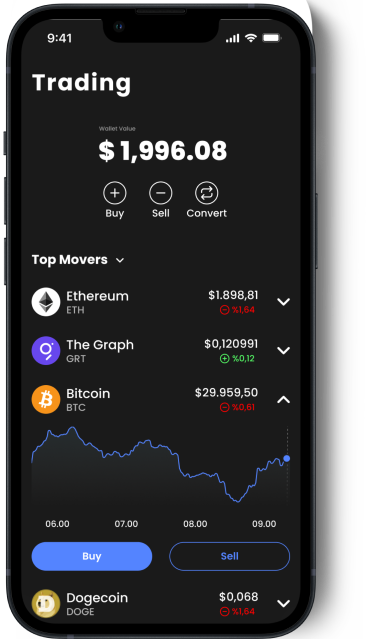 9:41
Trading
Wallet Value
$ 1,996.08
Buy Sell Convert
Top Movers
Ethereum $1.898,81
ETH %1,64
The Graph $0,120991
GRT %0,12
Bitcoin $29.959,50
BTC %0,61
06.00 07.00 08.00 09.00
Buy Sell
Dogecoin $0,068
DOGE %1,64